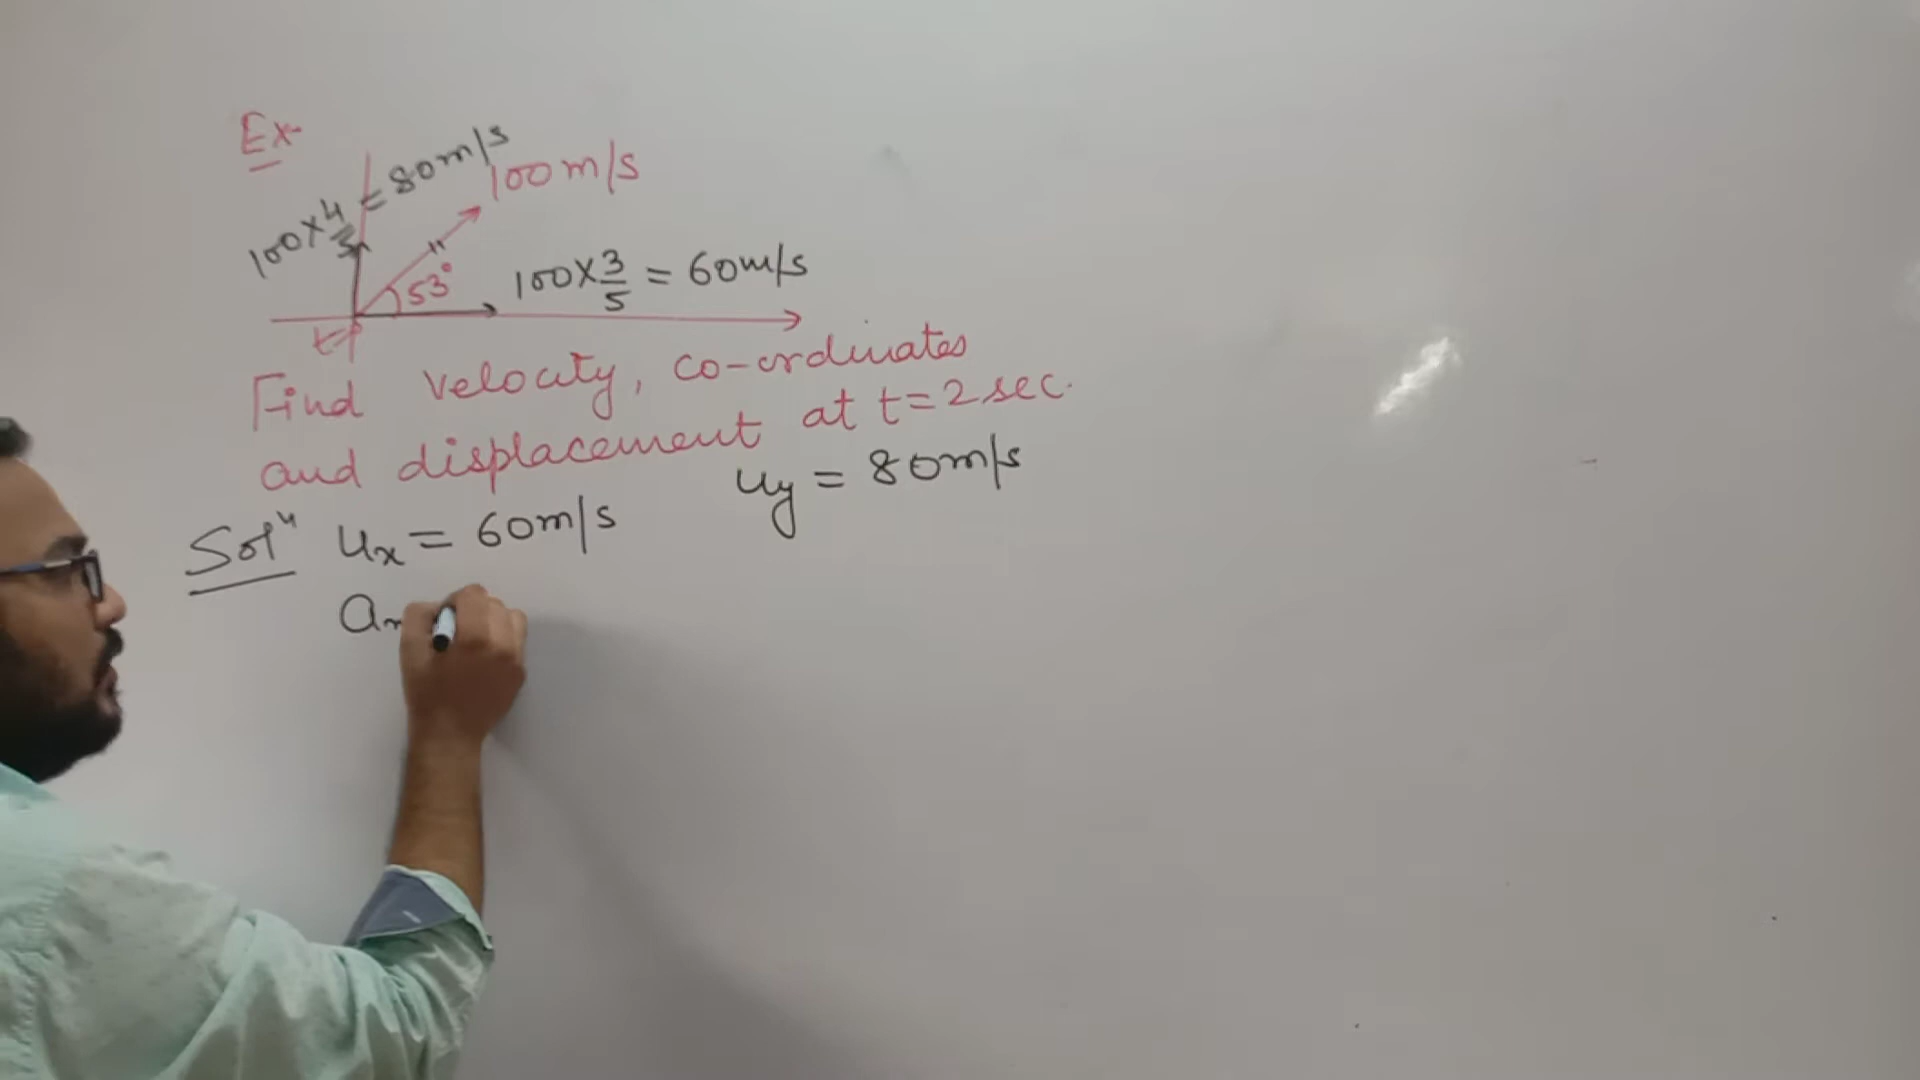 Ex-
100 × 4/5 = 80m/s
100m/s
53°
100 × 3/5 = 60m/s
Find velocity, co-ordinates
and displacement at t=2sec.
Solⁿ ux = 60m/s
uy = 80m/s